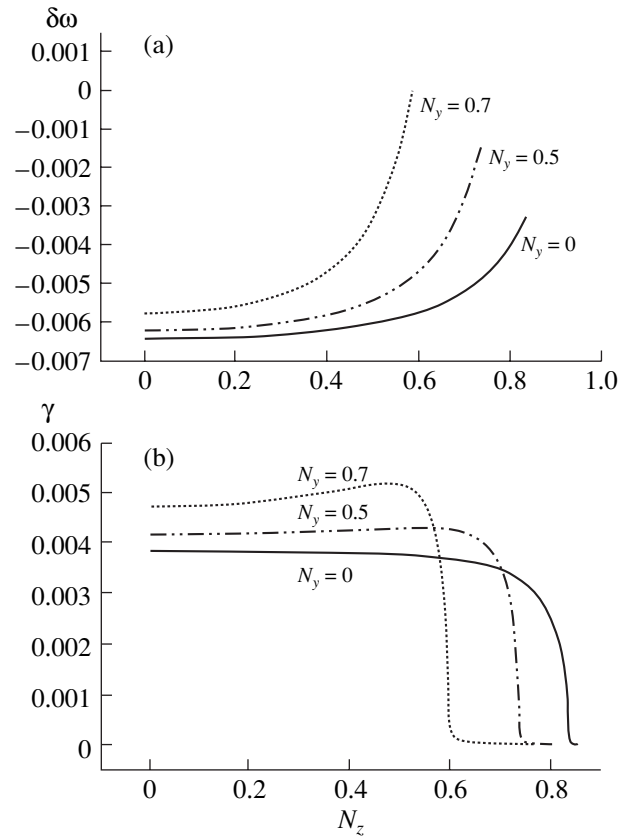 δω
(a)
0.001
0
−0.001
−0.002
−0.003
−0.004
−0.005
−0.006
−0.007
N_y = 0.7
N_y = 0.5
N_y = 0
0 0.2 0.4 0.6 0.8 1.0
γ
(b)
0.006
0.005
0.004
0.003
0.002
0.001
0
N_y = 0.7
N_y = 0.5
N_y = 0
0 0.2 0.4 0.6 0.8
N_z